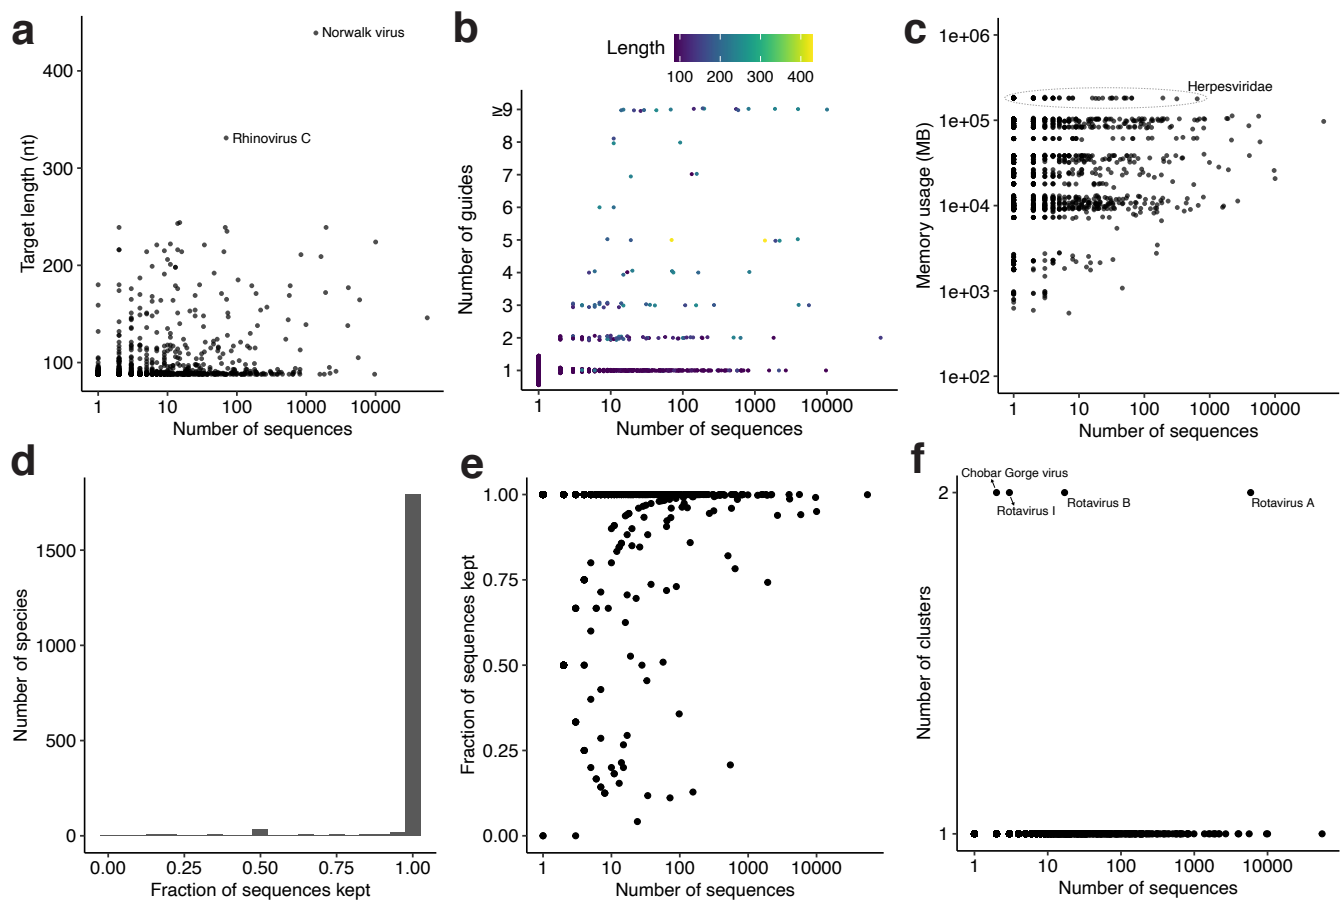 a
Norwalk virus
Rhinovirus C
Target length (nt)
400
300
200
100
1
10
100
1000
10000
Number of sequences
b
Length
100
200
300
400
Number of guides
≥9
8
7
6
5
4
3
2
1
1
10
100
1000
10000
Number of sequences
c
Herpesviridae
Memory usage (MB)
1e+06
1e+05
1e+04
1e+03
1e+02
1
10
100
1000
10000
Number of sequences
d
Number of species
1500
1000
500
0
0.00
0.25
0.50
0.75
1.00
Fraction of sequences kept
e
Fraction of sequences kept
1.00
0.75
0.50
0.25
0.00
1
10
100
1000
10000
Number of sequences
f
Chobar Gorge virus
Rotavirus I
Rotavirus B
Rotavirus A
Number of clusters
2
1
1
10
100
1000
10000
Number of sequences